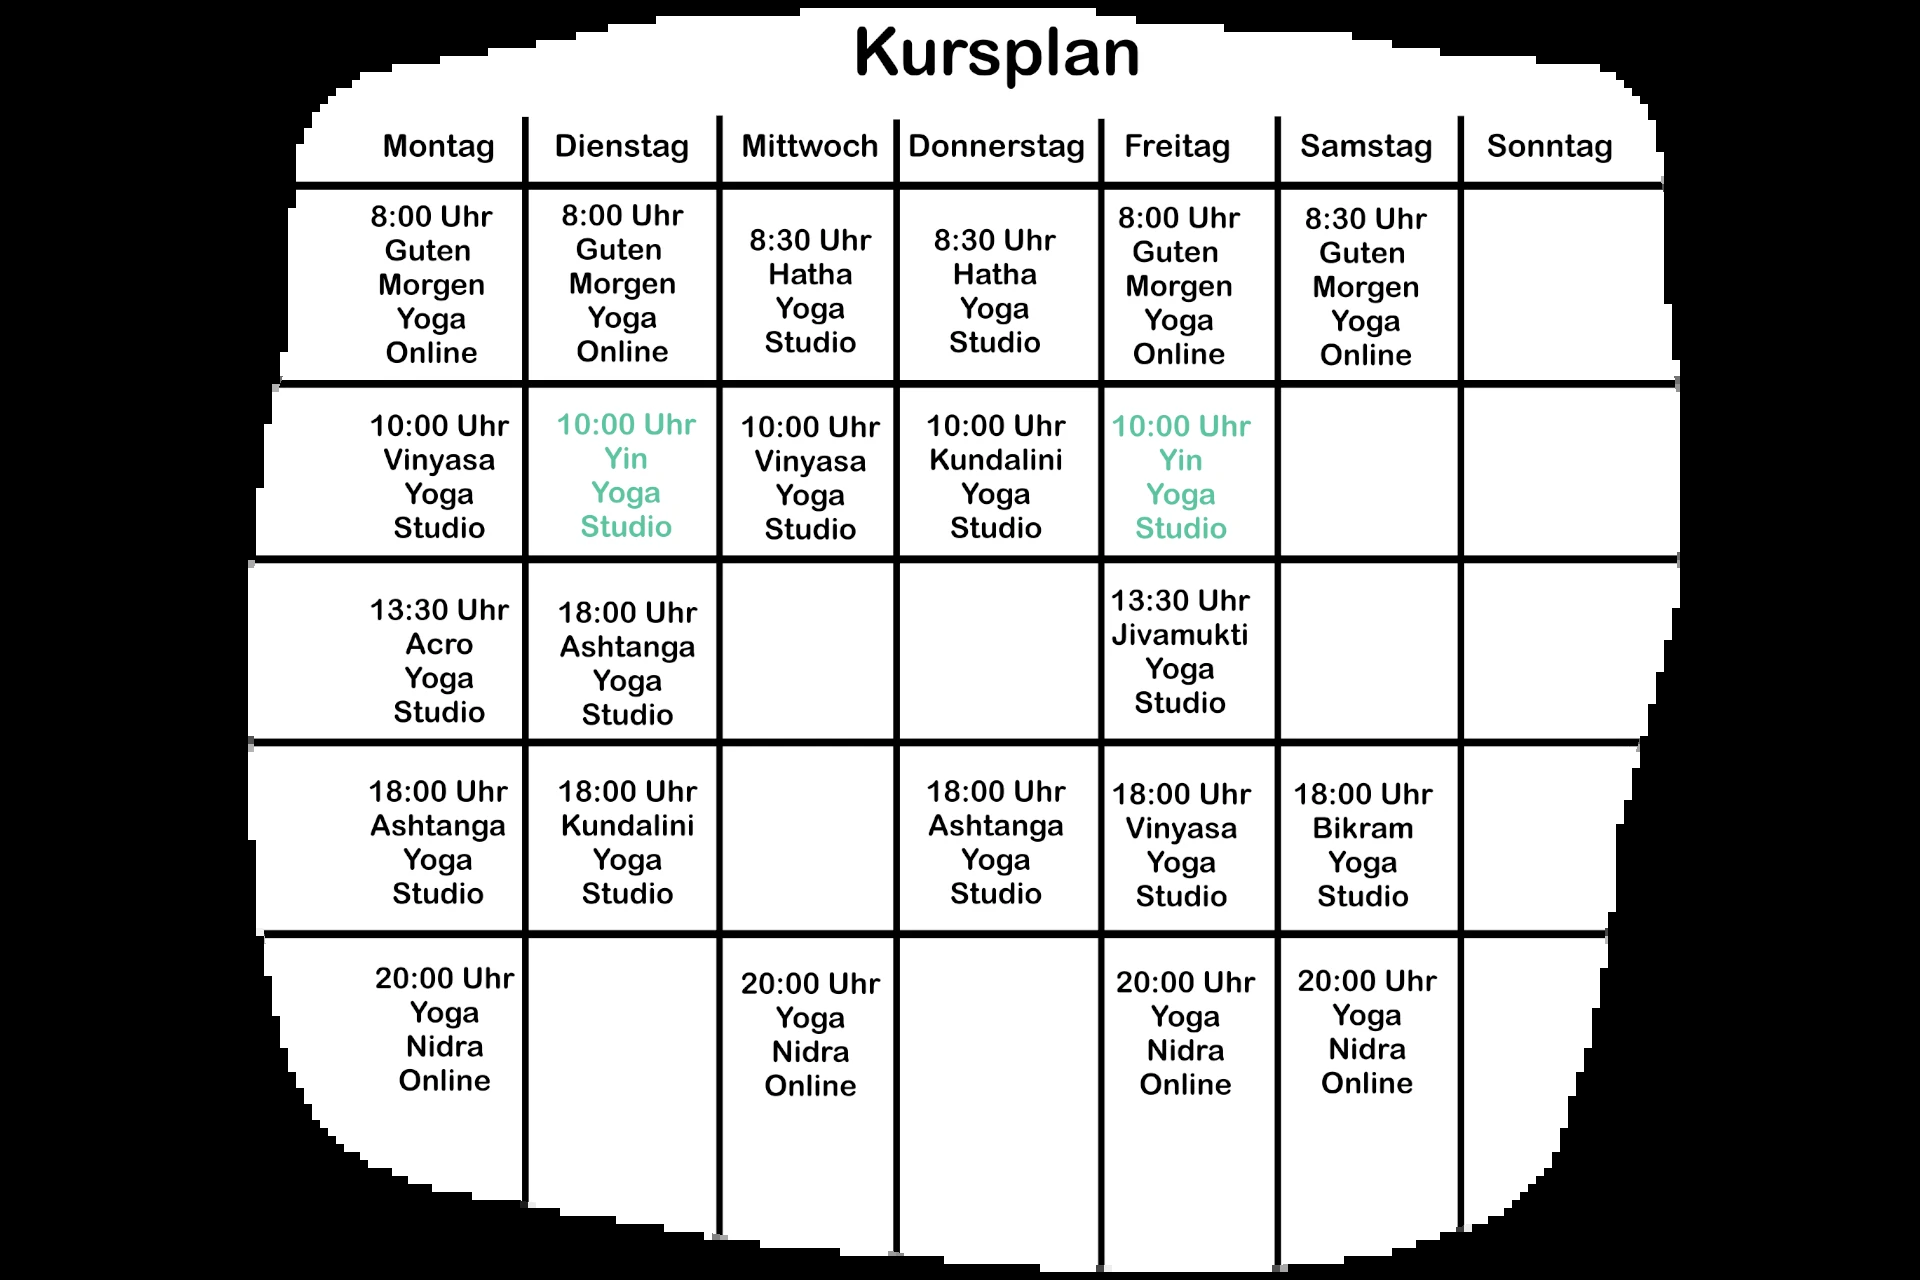 Kursplan
Montag Dienstag Mittwoch Donnerstag Freitag Samstag Sonntag
8:00 Uhr
Guten
Morgen
Yoga
Online
8:00 Uhr
Guten
Morgen
Yoga
Online
8:30 Uhr
Hatha
Yoga
Studio
8:30 Uhr
Hatha
Yoga
Studio
8:00 Uhr
Guten
Morgen
Yoga
Online
8:30 Uhr
Guten
Morgen
Yoga
Online
10:00 Uhr
Vinyasa
Yoga
Studio
10:00 Uhr
Yin
Yoga
Studio
10:00 Uhr
Vinyasa
Yoga
Studio
10:00 Uhr
Kundalini
Yoga
Studio
10:00 Uhr
Yin
Yoga
Studio
13:30 Uhr
Acro
Yoga
Studio
18:00 Uhr
Ashtanga
Yoga
Studio
13:30 Uhr
Jivamukti
Yoga
Studio
18:00 Uhr
Ashtanga
Yoga
Studio
18:00 Uhr
Kundalini
Yoga
Studio
18:00 Uhr
Ashtanga
Yoga
Studio
18:00 Uhr
Vinyasa
Yoga
Studio
18:00 Uhr
Bikram
Yoga
Studio
20:00 Uhr
Yoga
Nidra
Online
20:00 Uhr
Yoga
Nidra
Online
20:00 Uhr
Yoga
Nidra
Online
20:00 Uhr
Yoga
Nidra
Online